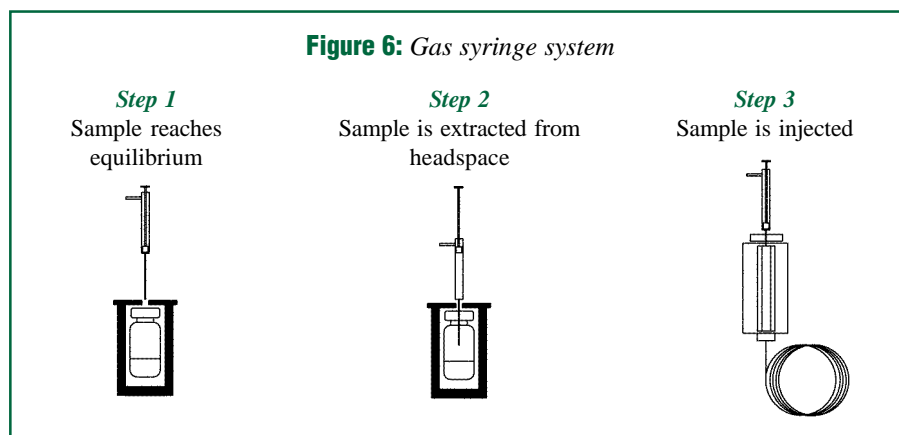 Figure 6: Gas syringe system
Step 1
Sample reaches
equilibrium
Step 2
Sample is extracted from
headspace
Step 3
Sample is injected